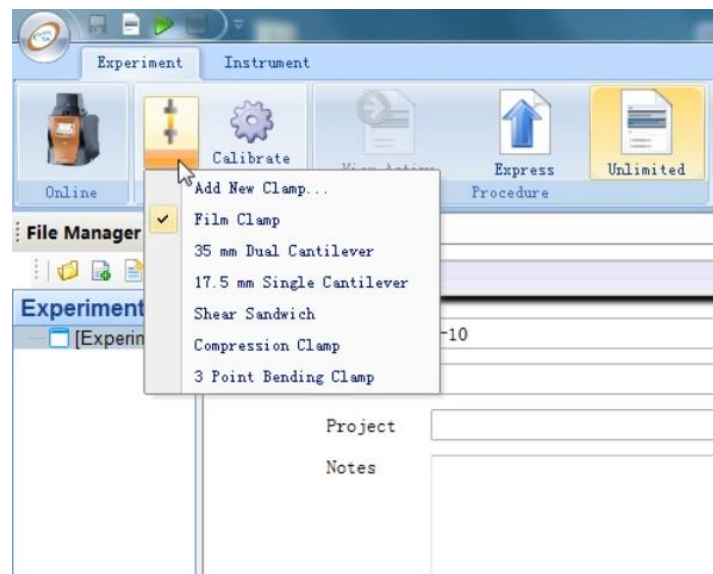 Experiment Instrument
Calibrate
Online
Express
Unlimited
Procedure
Add New Clamp...
Film Clamp
35 mm Dual Cantilever
17.5 mm Single Cantilever
Shear Sandwich
Compression Clamp
3 Point Bending Clamp
File Manager
Experiment
[Experim
-10
Project
Notes